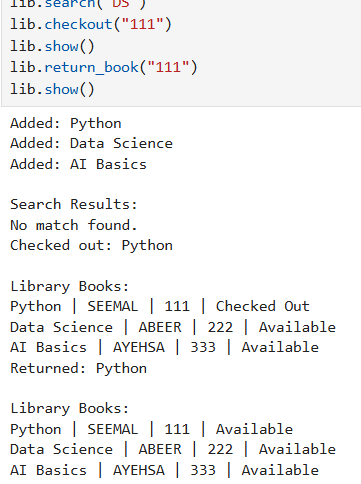 lib.search("DS")
lib.checkout("111")
lib.show()
lib.return_book("111")
lib.show()
Added: Python
Added: Data Science
Added: AI Basics
Search Results:
No match found.
Checked out: Python
Library Books:
Python | SEEMAL | 111 | Checked Out
Data Science | ABEER | 222 | Available
AI Basics | AYEHSA | 333 | Available
Returned: Python
Library Books:
Python | SEEMAL | 111 | Available
Data Science | ABEER | 222 | Available
AI Basics | AYEHSA | 333 | Available